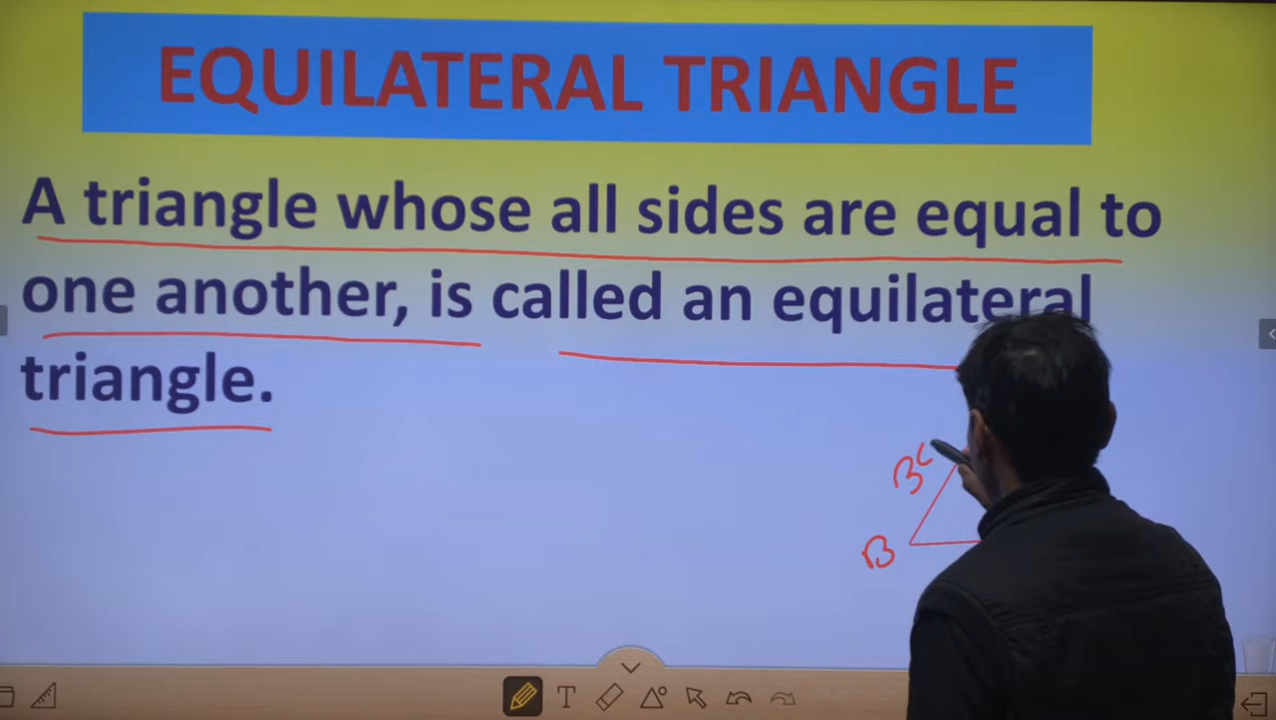 EQUILATERAL TRIANGLE
A triangle whose all sides are equal to
one another, is called an equilateral
triangle.
B
T